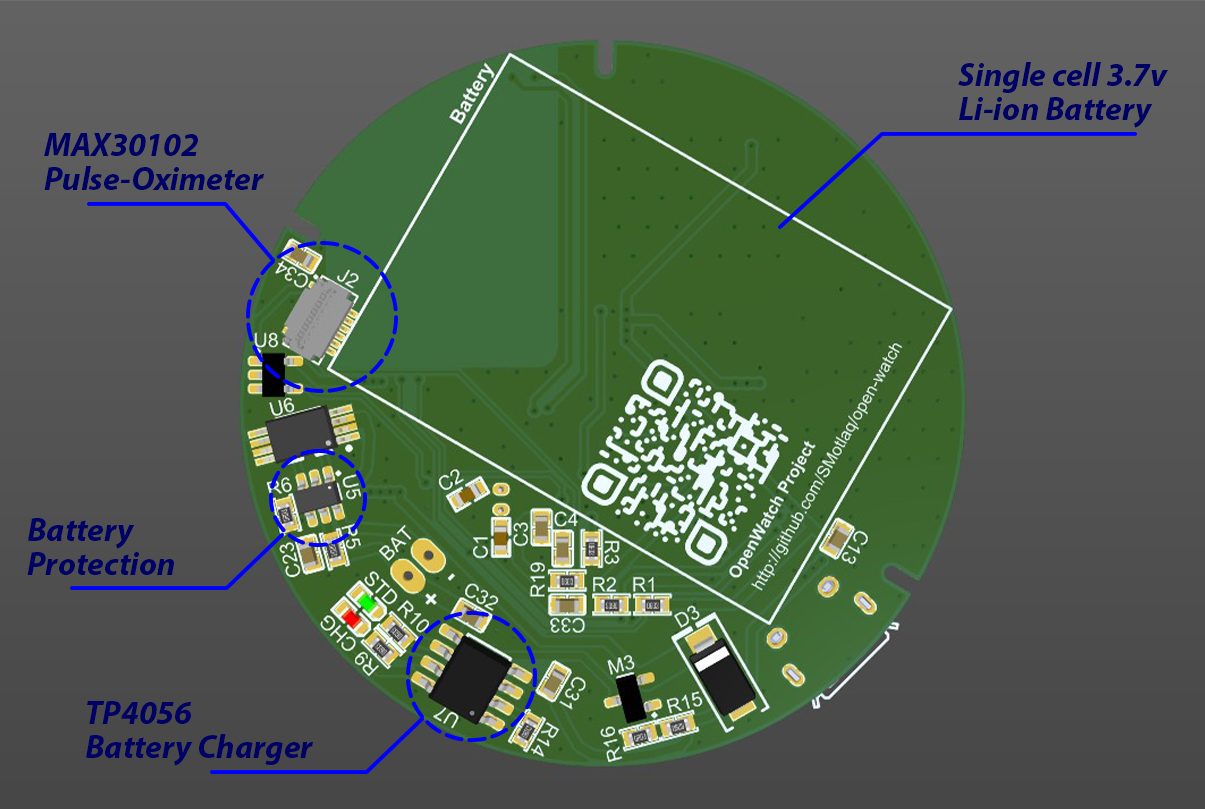 Single cell 3.7v
Li-ion Battery
Battery
MAX30102
Pulse-Oximeter
C34
J2
U8
U6
U5
R6
C23
R5
Battery
Protection
BAT
-
+
C2
C1
C3
C4
R3
R19
R2
R1
C33
OpenWatch Project
http://github.com/SMotlaq/open-watch
C13
STD
R10
CHG
R9
C32
U7
C31
R14
D3
M3
R15
R16
TP4056
Battery Charger